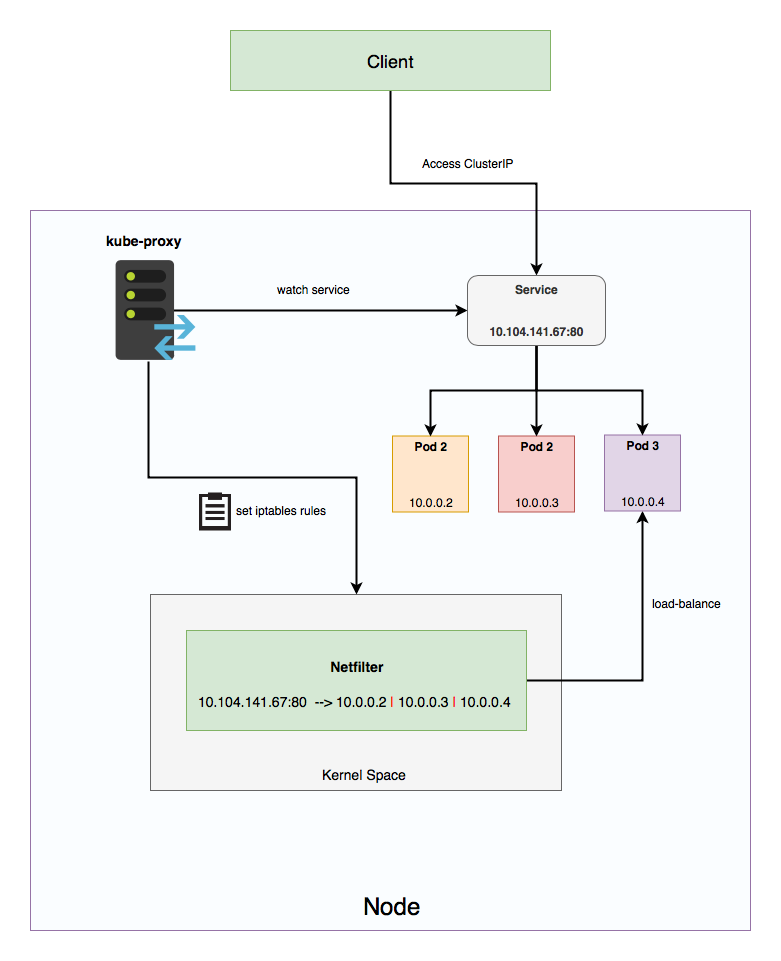 Client
Access ClusterIP
kube-proxy
watch service
Service
10.104.141.67:80
Pod 2
10.0.0.2
Pod 2
10.0.0.3
Pod 3
10.0.0.4
set iptables rules
load-balance
Netfilter
10.104.141.67:80 --> 10.0.0.2 | 10.0.0.3 | 10.0.0.4
Kernel Space
Node